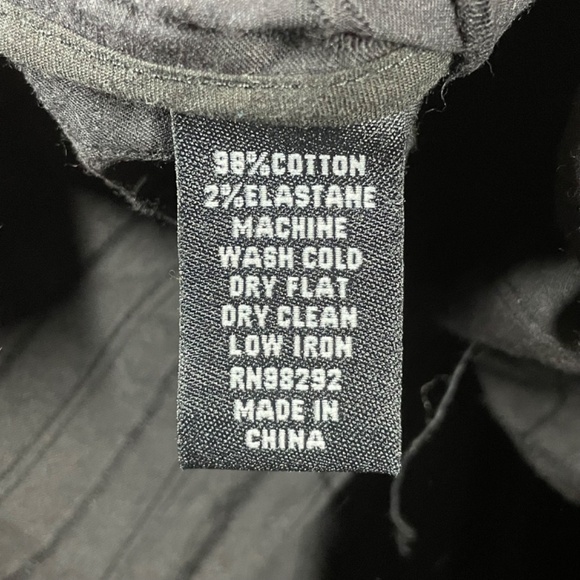 98%COTTON
2%ELASTANE
MACHINE
WASH COLD
DRY FLAT
DRY CLEAN
LOW IRON
RN98292
MADE IN
CHINA